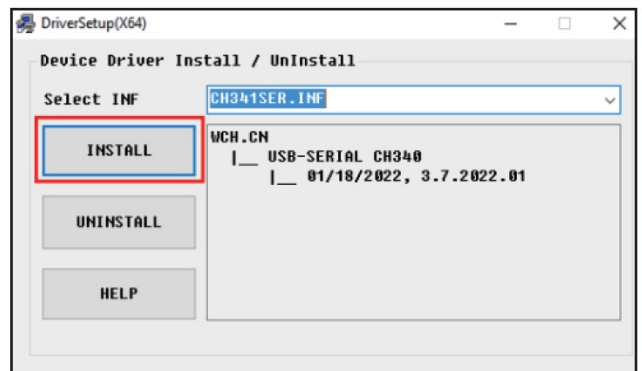 DriverSetup(X64)
Device Driver Install / UnInstall
Select INF
CH341SER.INF
INSTALL
WCH.CN
|__ USB-SERIAL CH340
|__ 01/18/2022, 3.7.2022.01
UNINSTALL
HELP